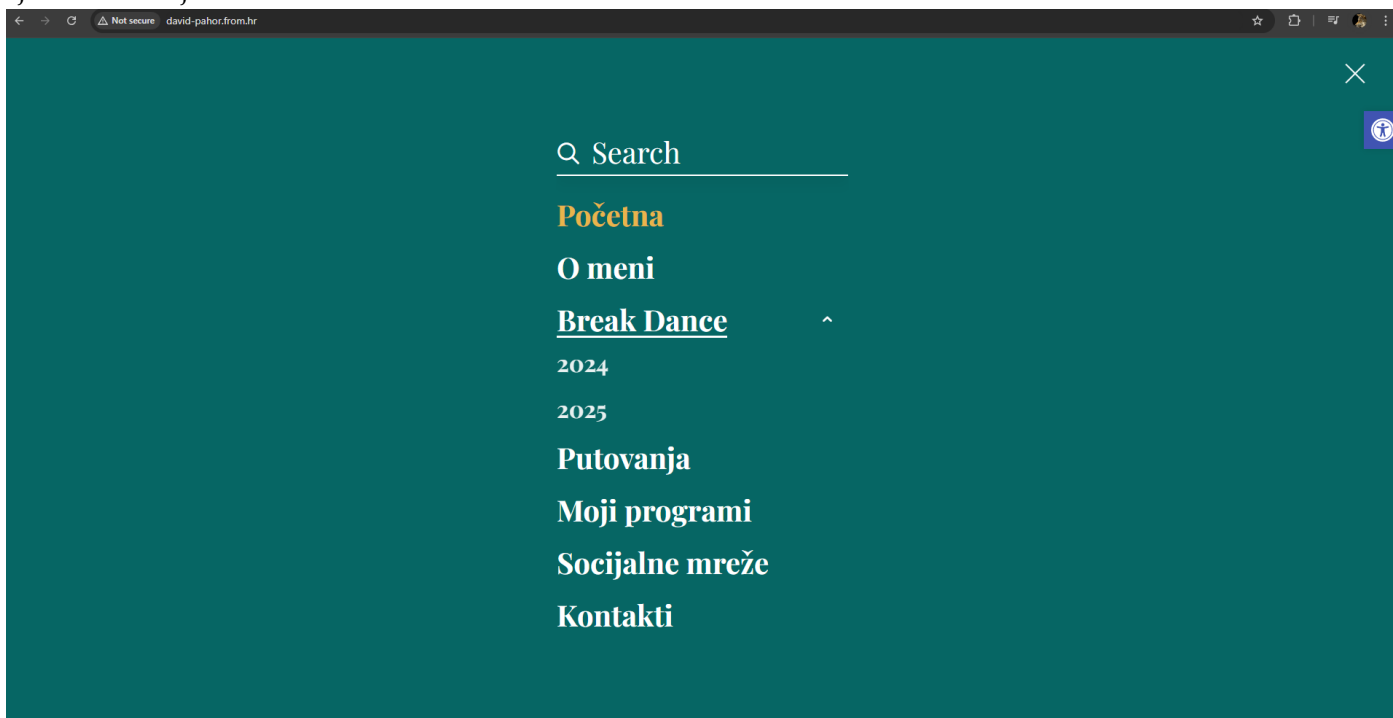 Not secure david-pahor.from.hr
Search
Početna
O meni
Break Dance
2024
2025
Putovanja
Moji programi
Socijalne mreže
Kontakti